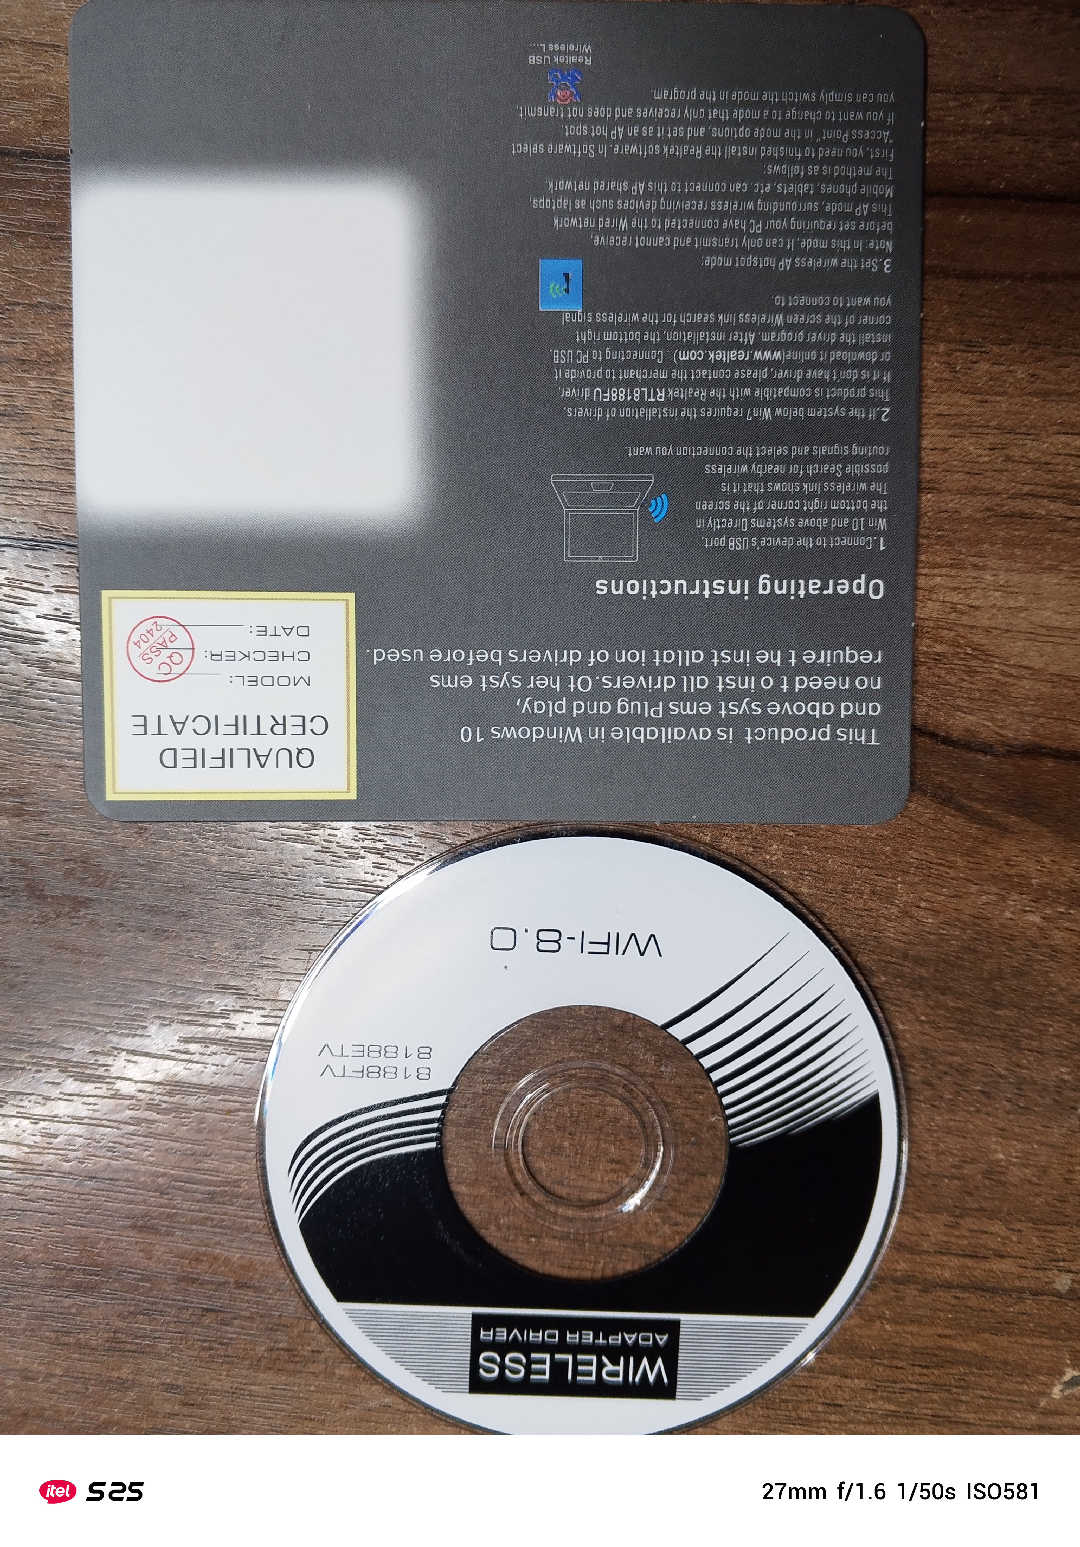 This product is available in Windows 10
and above syst ems Plug and play,
no need t o inst all drivers. Ot her syst ems
require t he inst allat ion of drivers before used.
QUALIFIED
CERTIFICATE
MODEL:
CHECKER:
DATE:
QC
PASS
2404
Operating instructions
1.Connect to the device's USB port.
Win 10 and above systems Directly in
the bottom right corner of the screen
The wireless link shows that it is
possible Search for nearby wireless
routing signals and select the connection you want.
2.If the system below Win7 requires the installation of drivers.
This product is compatible with the Realtek RTL8188FU driver.
If it is don't have driver, please contact the merchant to provide it
or download it online(www.realtek.com) Connecting to PC USB,
install the driver program. After installation, the bottom right
corner of the screen Wireless link search for the wireless signal
you want to connect to.
3.Set the wireless AP hotspot mode:
Note: In this mode, It can only transmit and cannot receive,
before set requiring your PC have connected to the Wired network
This AP mode, surrounding wireless receiving devices such as laptops,
Mobile phones, tablets, etc. can connect to this AP shared network.
The method is as follows:
First, you need to finished install the Realtek software. In Software select
"Access Point" in the mode options, and set it as an AP hot spot.
If you want to change to a mode that only receives and does not transmit,
you can simply switch the mode in the program.
Realtek USB
Wireless L...
WIRELESS
ADAPTER DRIVER
8188FTV
8188ETV
WIFI-8.0
itel S25
27mm f/1.6 1/50s ISO581